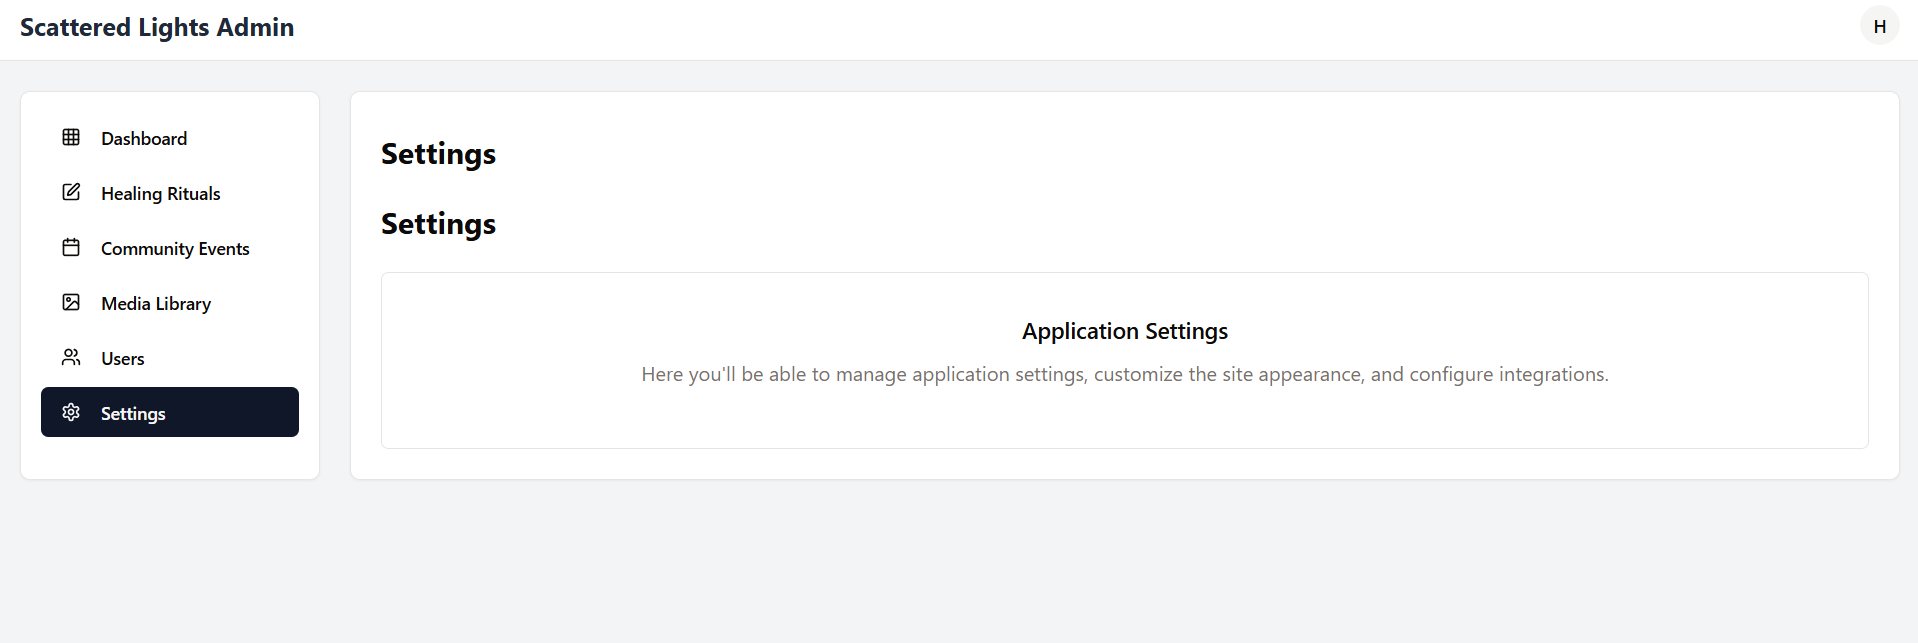 Scattered Lights Admin
H
Dashboard
Healing Rituals
Community Events
Media Library
Users
Settings
Settings
Settings
Application Settings
Here you'll be able to manage application settings, customize the site appearance, and configure integrations.